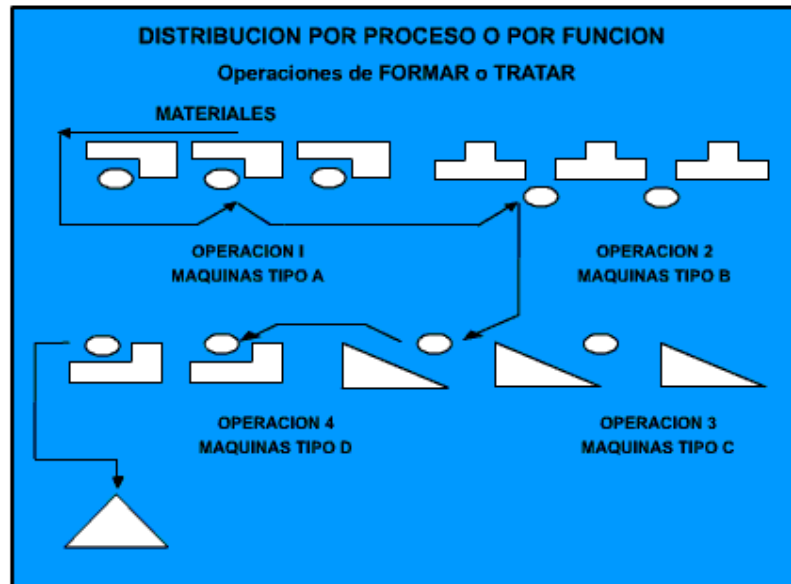 DISTRIBUCION POR PROCESO O POR FUNCION
Operaciones de FORMAR o TRATAR
MATERIALES
OPERACION I
MAQUINAS TIPO A
OPERACION 2
MAQUINAS TIPO B
OPERACION 4
MAQUINAS TIPO D
OPERACION 3
MAQUINAS TIPO C